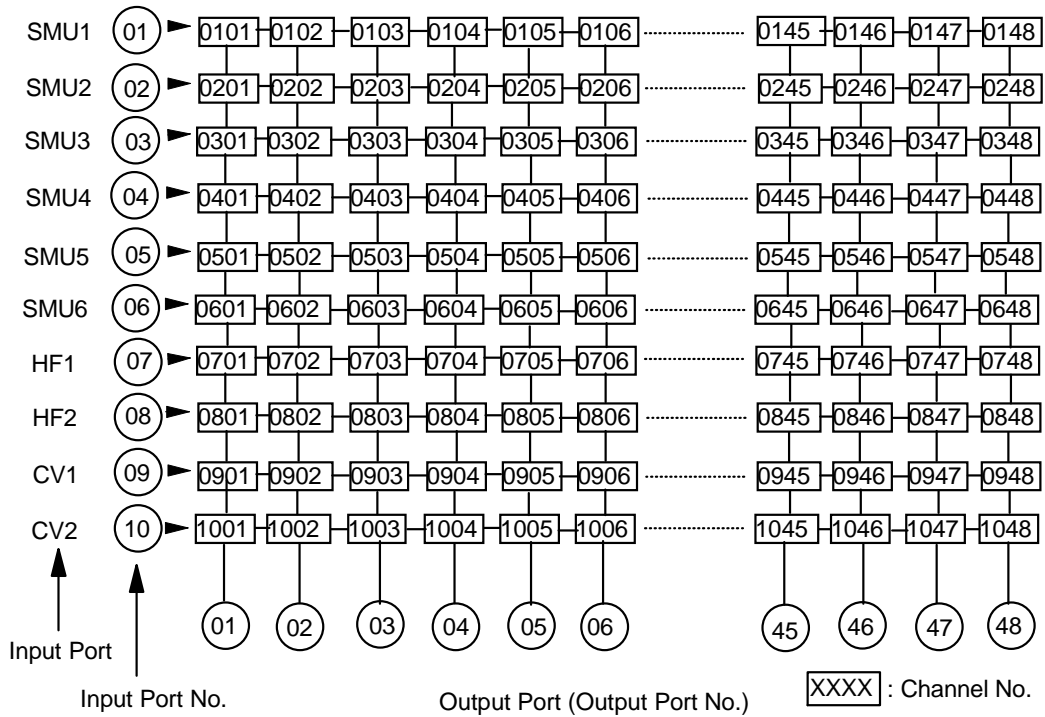 SMU1 01 0101 0102 0103 0104 0105 0106 0145 0146 0147 0148
SMU2 02 0201 0202 0203 0204 0205 0206 0245 0246 0247 0248
SMU3 03 0301 0302 0303 0304 0305 0306 0345 0346 0347 0348
SMU4 04 0401 0402 0403 0404 0405 0406 0445 0446 0447 0448
SMU5 05 0501 0502 0503 0504 0505 0506 0545 0546 0547 0548
SMU6 06 0601 0602 0603 0604 0605 0606 0645 0646 0647 0648
HF1 07 0701 0702 0703 0704 0705 0706 0745 0746 0747 0748
HF2 08 0801 0802 0803 0804 0805 0806 0845 0846 0847 0848
CV1 09 0901 0902 0903 0904 0905 0906 0945 0946 0947 0948
CV2 10 1001 1002 1003 1004 1005 1006 1045 1046 1047 1048
01 02 03 04 05 06 45 46 47 48
Input Port
Input Port No.
Output Port (Output Port No.)
XXXX : Channel No.